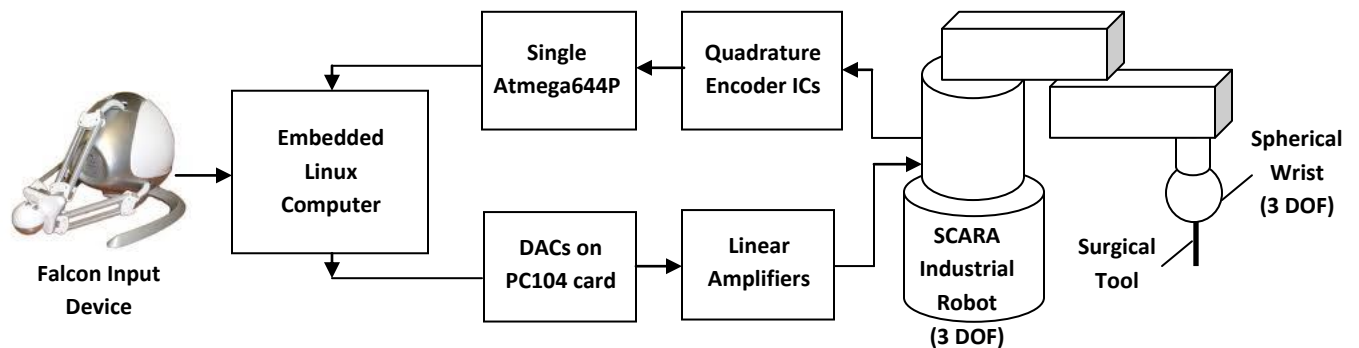 Single
Atmega644P
Quadrature
Encoder ICs
Embedded
Linux
Computer
DACs on
PC104 card
Linear
Amplifiers
SCARA
Industrial
Robot
(3 DOF)
Spherical
Wrist
(3 DOF)
Surgical
Tool
Falcon Input
Device